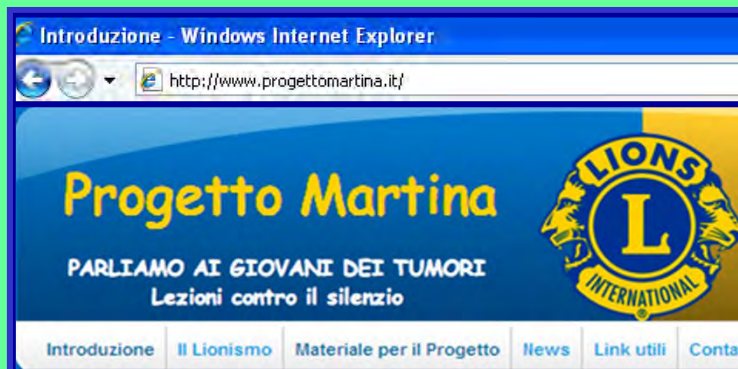 Introduzione - Windows Internet Explorer
http://www.progettomartina.it/
Progetto Martina
PARLIAMO AI GIOVANI DEI TUMORI
Lezioni contro il silenzio
LIONS
L
INTERNATIONAL
®
Introduzione Il Lionismo Materiale per il Progetto News Link utili